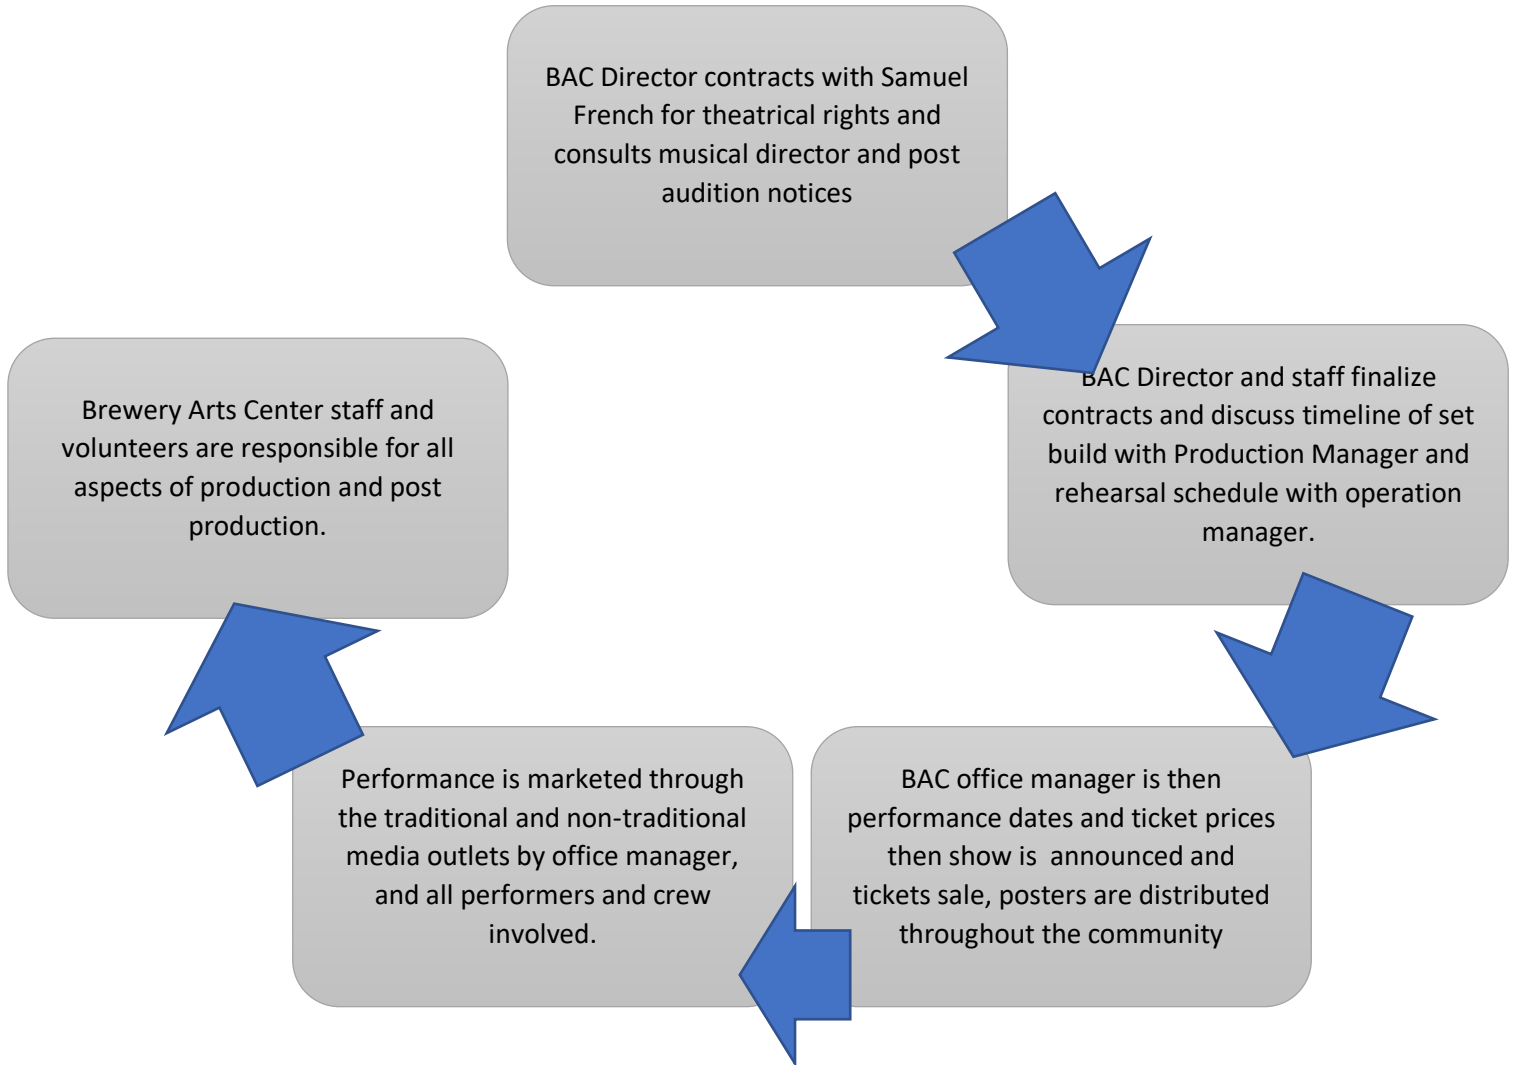 BAC Director contracts with Samuel
French for theatrical rights and
consults musical director and post
audition notices
BAC Director and staff finalize
contracts and discuss timeline of set
build with Production Manager and
rehearsal schedule with operation
manager.
BAC office manager is then
performance dates and ticket prices
then show is  announced and
tickets sale, posters are distributed
throughout the community
Performance is marketed through
the traditional and non-traditional
media outlets by office manager,
and all performers and crew
involved.
Brewery Arts Center staff and
volunteers are responsible for all
aspects of production and post
production.